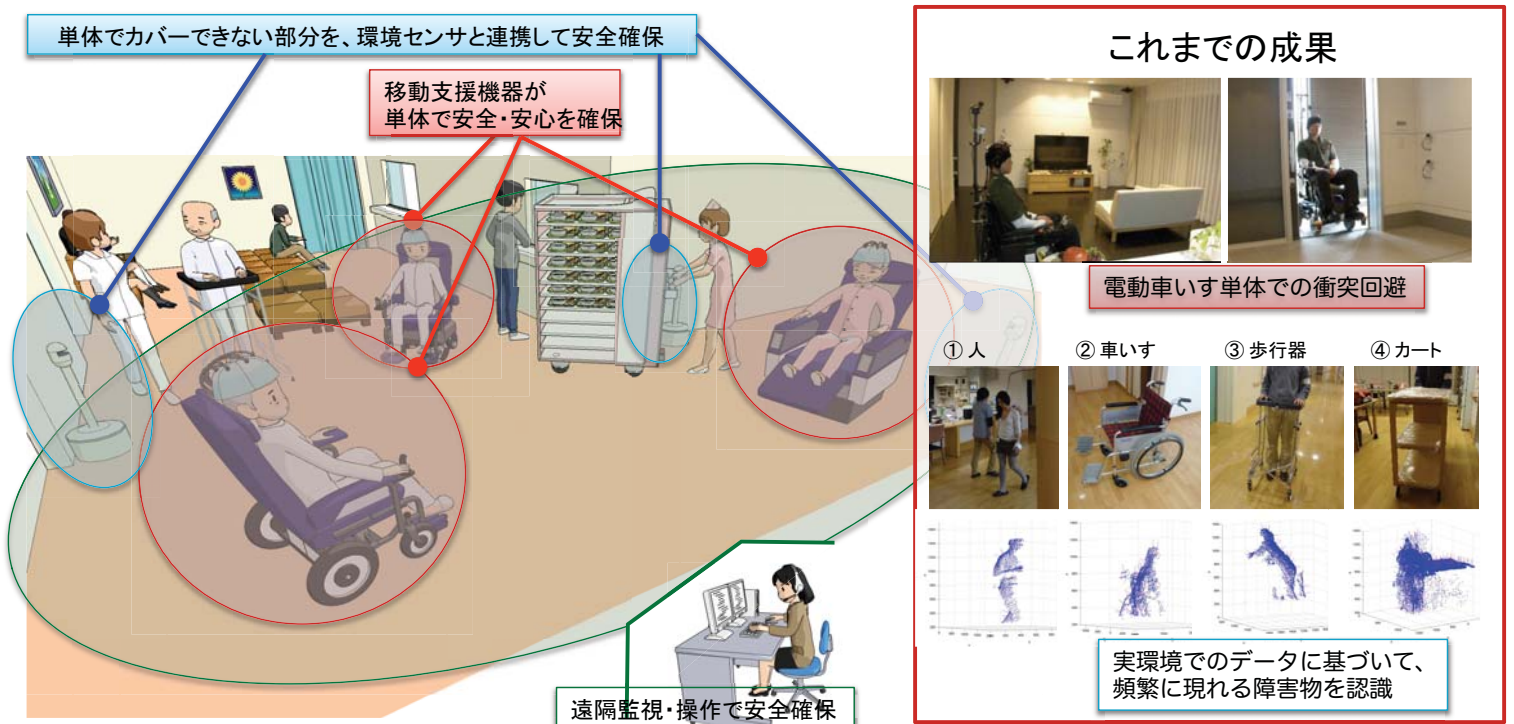 単体でカバーできない部分を、環境センサと連携して安全確保
移動支援機器が
単体で安全・安心を確保
遠隔監視・操作で安全確保
これまでの成果
電動車いす単体での衝突回避
① 人
② 車いす
③ 歩行器
④ カート
実環境でのデータに基づいて、
頻繁に現れる障害物を認識